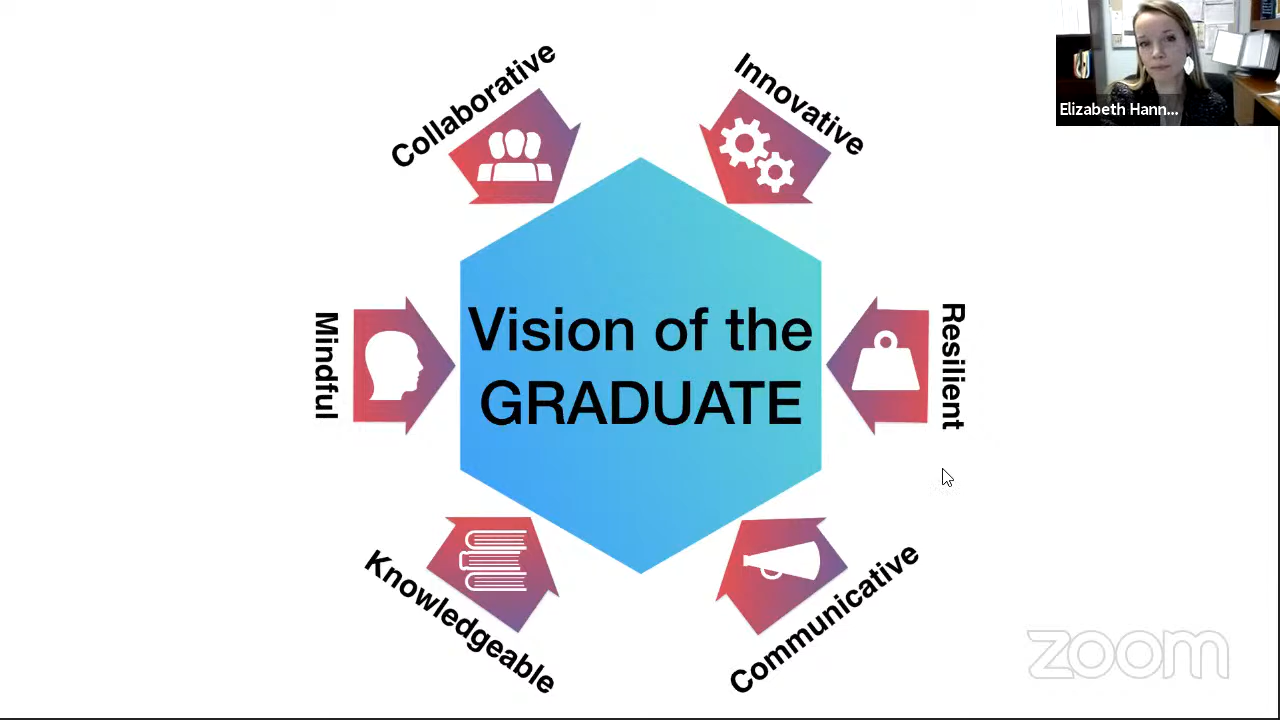 Collaborative
Innovative
Elizabeth Hann...
Mindful
Vision of the
GRADUATE
Resilient
Knowledgeable
Communicative
zoom